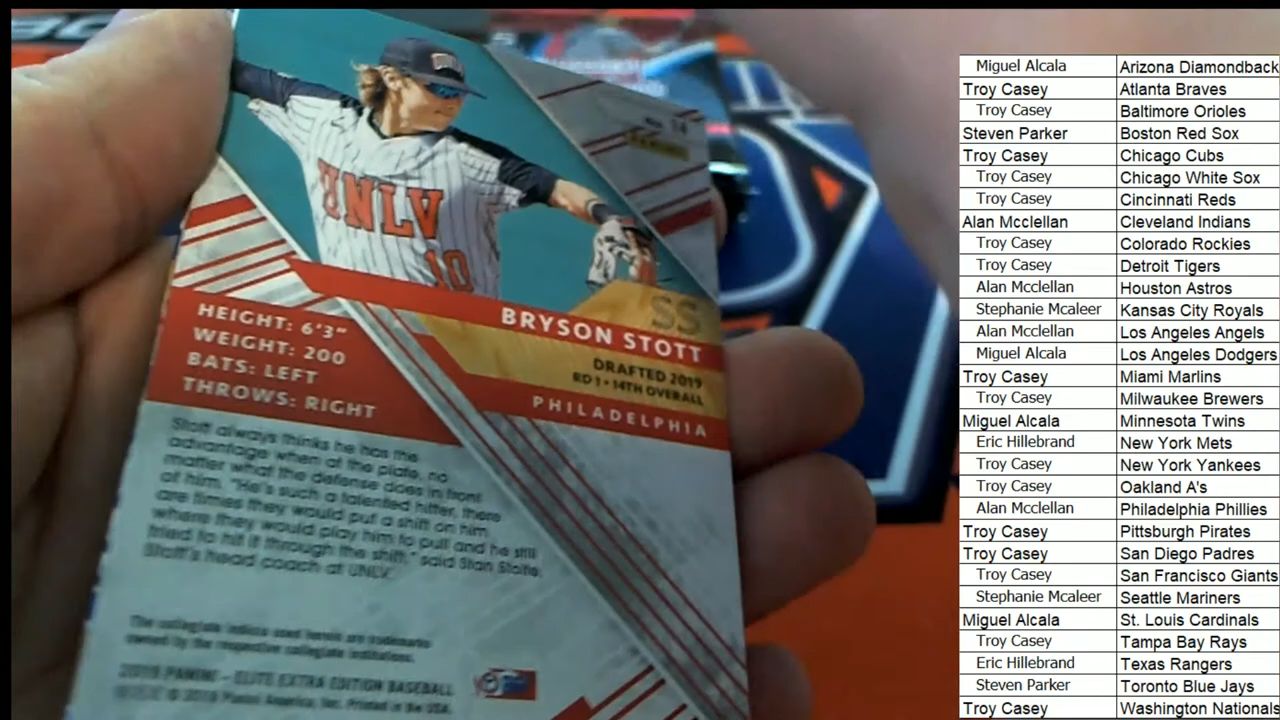 UNLV
10
SS
BRYSON STOTT
DRAFTED 2019
RD 1 • 14TH OVERALL
PHILADELPHIA
HEIGHT: 6'3"
WEIGHT: 200
BATS: LEFT
THROWS: RIGHT
Stott always thinks he has the
advantage when at the plate, no
matter what the defense does in front
of him. "He's such a talented hitter, there
are times they would put a shift on him
where they would play him to pull and he still
tried to hit it through the shift," said Stan Stolte,
Stott's head coach at UNLV.
The collegiate indicia used herein are trademarks
owned by the respective collegiate institutions.
2019 PANINI – ELITE EXTRA EDITION BASEBALL
© 2019 Panini America, Inc. Printed in the USA.
Miguel Alcala Arizona Diamondback
Troy Casey Atlanta Braves
Troy Casey Baltimore Orioles
Steven Parker Boston Red Sox
Troy Casey Chicago Cubs
Troy Casey Chicago White Sox
Troy Casey Cincinnati Reds
Alan Mcclellan Cleveland Indians
Troy Casey Colorado Rockies
Troy Casey Detroit Tigers
Alan Mcclellan Houston Astros
Stephanie Mcaleer Kansas City Royals
Alan Mcclellan Los Angeles Angels
Miguel Alcala Los Angeles Dodgers
Troy Casey Miami Marlins
Troy Casey Milwaukee Brewers
Miguel Alcala Minnesota Twins
Eric Hillebrand New York Mets
Troy Casey New York Yankees
Troy Casey Oakland A's
Alan Mcclellan Philadelphia Phillies
Troy Casey Pittsburgh Pirates
Troy Casey San Diego Padres
Troy Casey San Francisco Giants
Stephanie Mcaleer Seattle Mariners
Miguel Alcala St. Louis Cardinals
Troy Casey Tampa Bay Rays
Eric Hillebrand Texas Rangers
Steven Parker Toronto Blue Jays
Troy Casey Washington Nationals